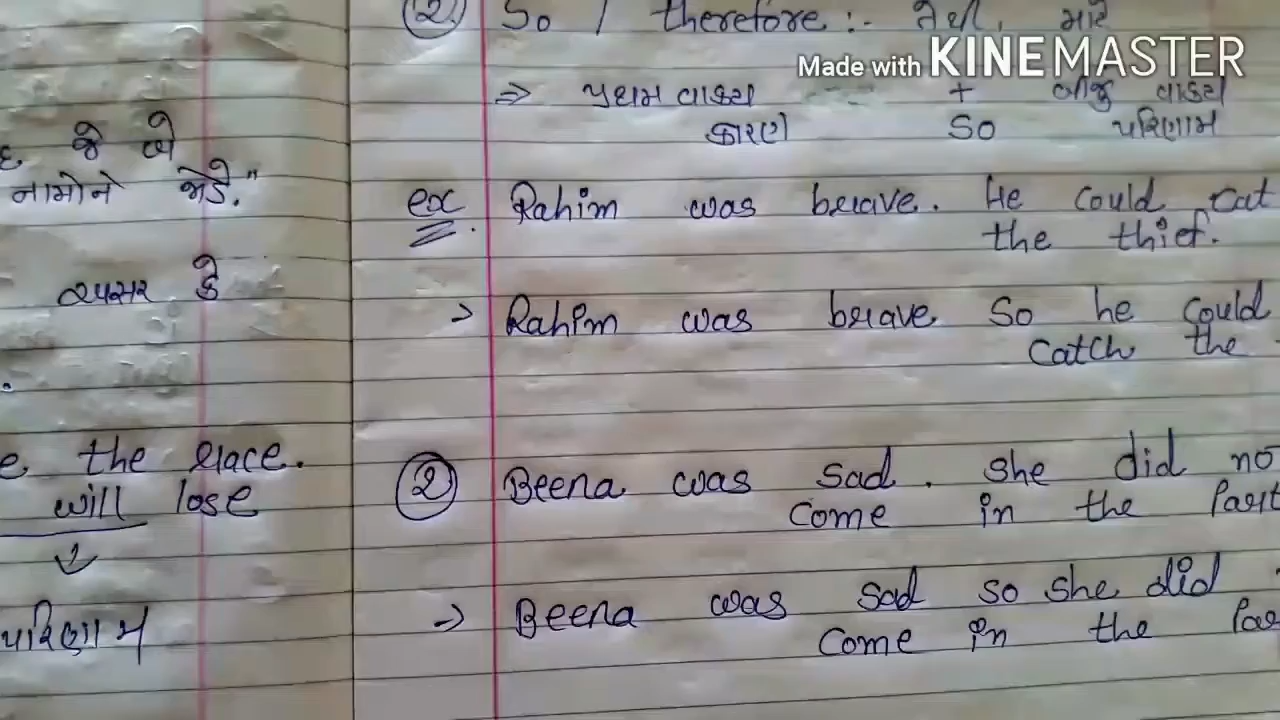 જે બે
નામોને જોડે."
અથવા કે
the race.
will lose
પરિણામ
(2) So / therefore :- તેથી, માટે
Made with KINEMASTER
⇒ પ્રથમ વાક્ય + બીજુ વાક્ય
કારણ So પરિણામ
ex. Rahim was brave. He could cat
the thief.
> Rahim was brave So he could
catch the
(2) Beena was sad. she did no
come in the part
→ Beena was sad so she did
come in the par